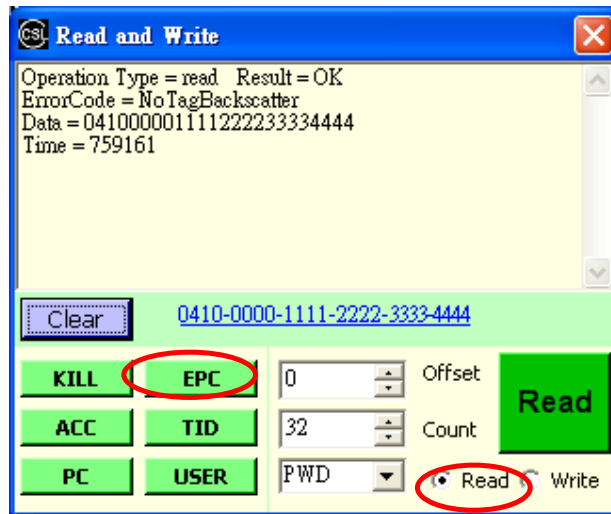 CSL Read and Write
Operation Type = read Result = OK
ErrorCode = NoTagBackscatter
Data = 041000001111222233334444
Time = 759161
Clear 0410-0000-1111-2222-3333-4444
KILL EPC 0 Offset Read
ACC TID 32 Count
PC USER PWD Read Write